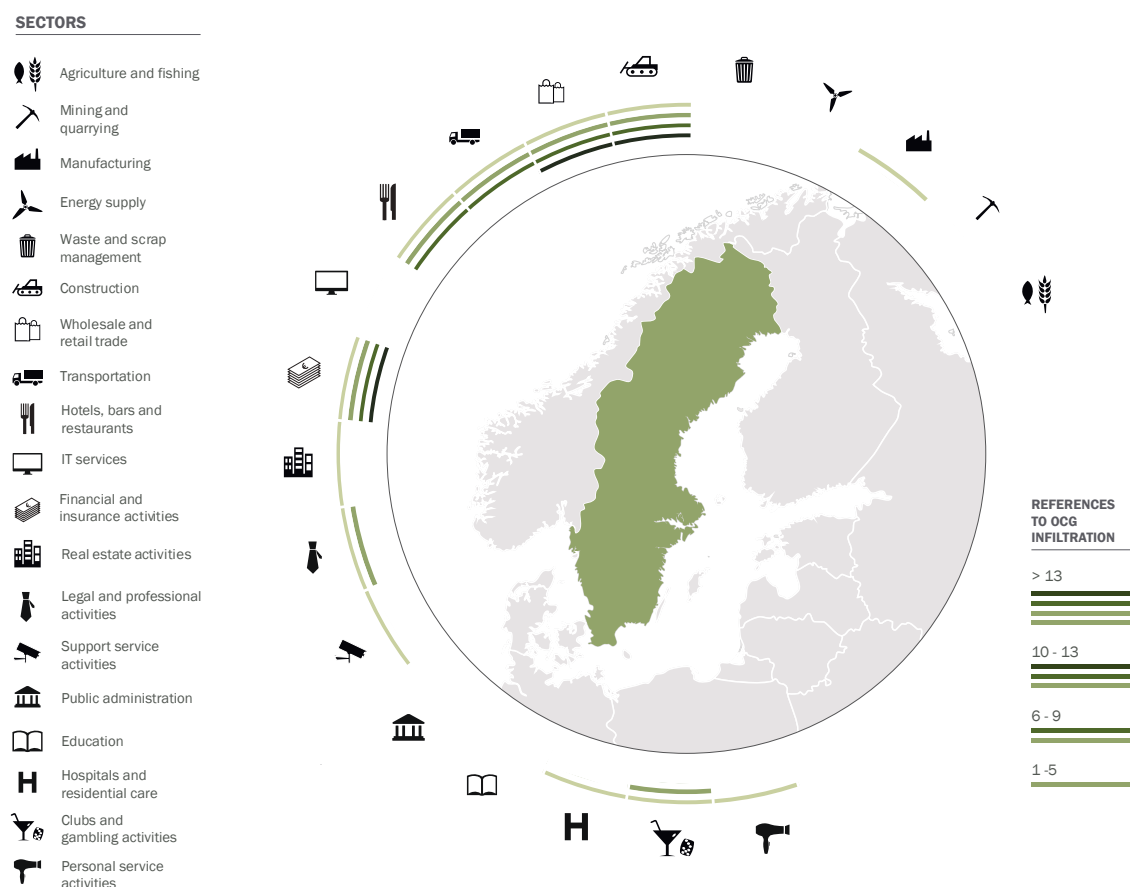 SECTORS
Agriculture and fishing
Mining and
quarrying
Manufacturing
Energy supply
Waste and scrap
management
Construction
Wholesale and
retail trade
Transportation
Hotels, bars and
restaurants
IT services
Financial and
insurance activities
Real estate activities
Legal and professional
activities
Support service
activities
Public administration
Education
H
Hospitals and
residential care
Clubs and
gambling activities
Personal service
activities
H
REFERENCES
TO OCG
INFILTRATION
> 13
10 - 13
6 - 9
1 -5